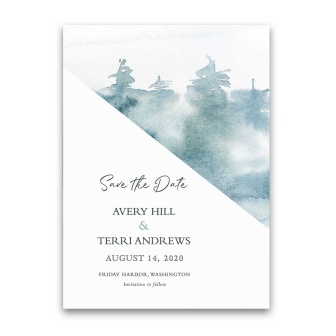 Save the Date
AVERY HILL
&
TERRI ANDREWS
AUGUST 14, 2020
FRIDAY HARBOR, WASHINGTON
Invitation to follow